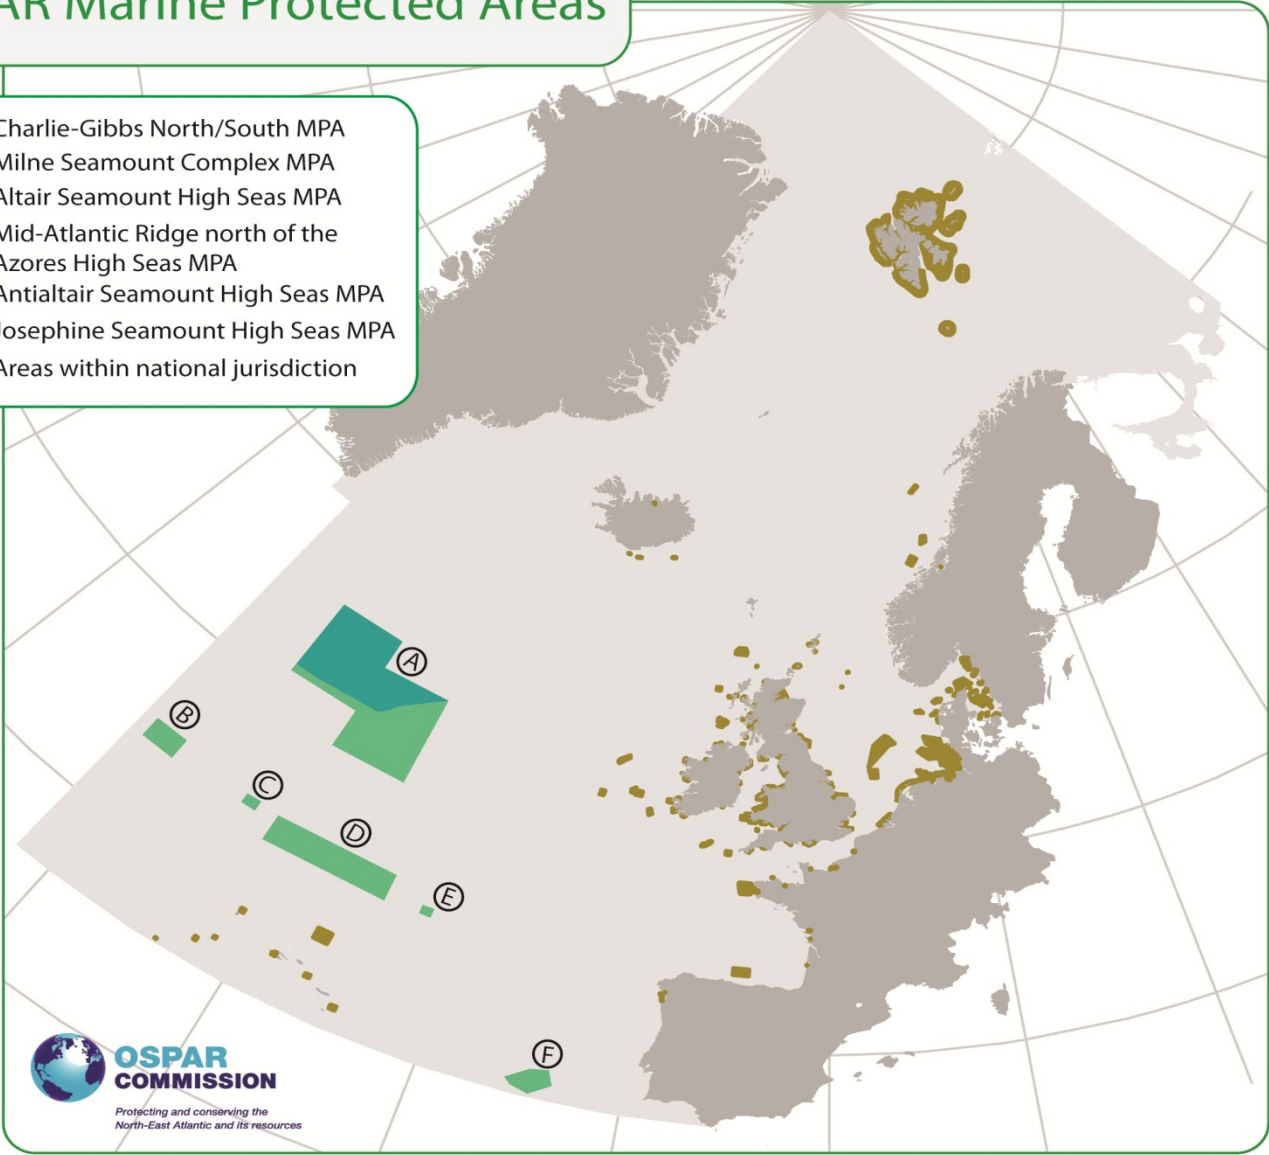 AR Marine Protected Areas
Charlie-Gibbs North/South MPA
Milne Seamount Complex MPA
Altair Seamount High Seas MPA
Mid-Atlantic Ridge north of the
Azores High Seas MPA
Antialtair Seamount High Seas MPA
Josephine Seamount High Seas MPA
Areas within national jurisdiction
A
B
C
D
E
F
OSPAR
COMMISSION
Protecting and conserving the
North-East Atlantic and its resources